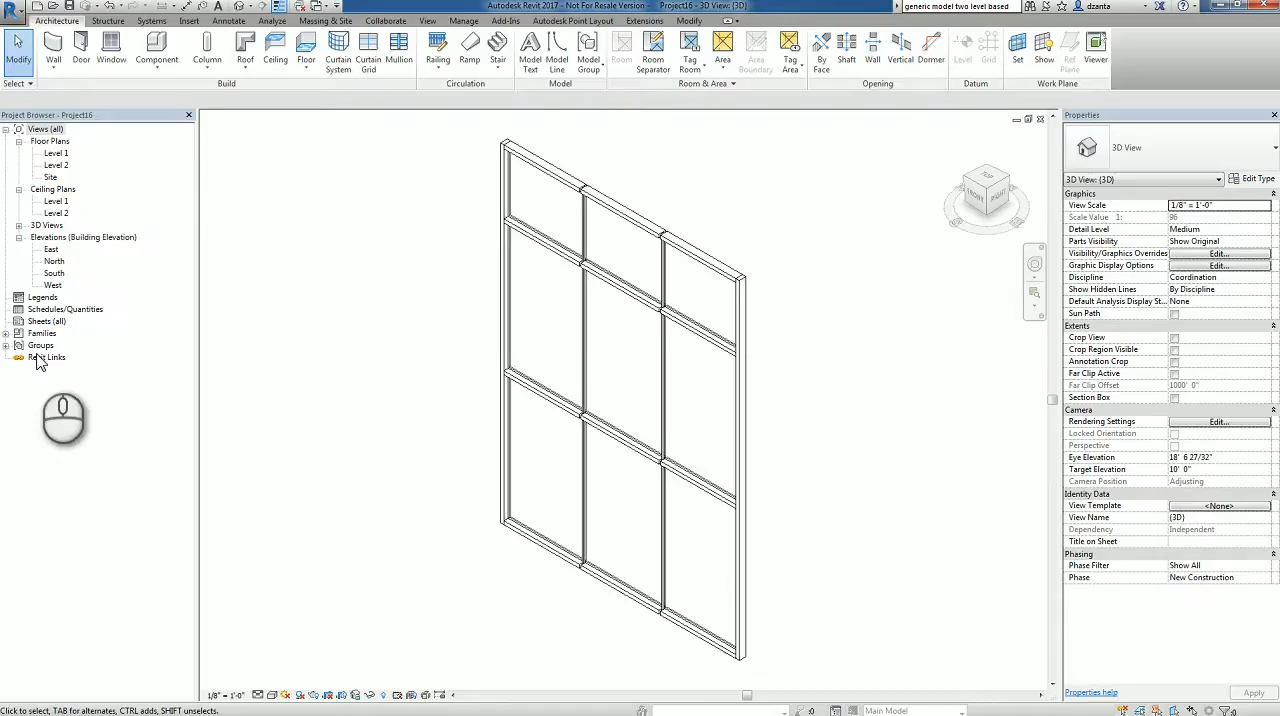 Autodesk Revit 2017 - Not For Resale Version - Project16 - 3D View: {3D}
generic model two level based
dzanta
Architecture Structure Systems Insert Annotate Analyze Massing & Site Collaborate View Manage Add-Ins Autodesk Point Layout Extensions Modify
Modify Wall Door Window Component Column Roof Ceiling Floor Curtain System Curtain Grid Mullion Railing Ramp Stair Model Text Model Line Model Group Room Room Separator Tag Room Area Area Boundary Tag Area By Face Shaft Wall Vertical Dormer Level Grid Set Show Ref Plane Viewer
Select Build Circulation Model Room & Area Opening Datum Work Plane
Project Browser - Project16
Views (all)
Floor Plans
Level 1
Level 2
Site
Ceiling Plans
Level 1
Level 2
3D Views
Elevations (Building Elevation)
East
North
South
West
Legends
Schedules/Quantities
Sheets (all)
Families
Groups
Revit Links
TOP
FRONT
RIGHT
Properties
3D View
3D View: {3D} Edit Type
Graphics
View Scale 1/8" = 1'-0"
Scale Value 1: 96
Detail Level Medium
Parts Visibility Show Original
Visibility/Graphics Overrides Edit...
Graphic Display Options Edit...
Discipline Coordination
Show Hidden Lines By Discipline
Default Analysis Display St... None
Sun Path
Extents
Crop View
Crop Region Visible
Annotation Crop
Far Clip Active
Far Clip Offset 1000' 0"
Section Box
Camera
Rendering Settings Edit...
Locked Orientation
Perspective
Eye Elevation 18' 6 27/32"
Target Elevation 10' 0"
Camera Position Adjusting
Identity Data
View Template <None>
View Name {3D}
Dependency Independent
Title on Sheet
Phasing
Phase Filter Show All
Phase New Construction
Properties help
Apply
1/8" = 1'-0"
Click to select, TAB for alternates, CTRL adds, SHIFT unselects.
:0
Main Model